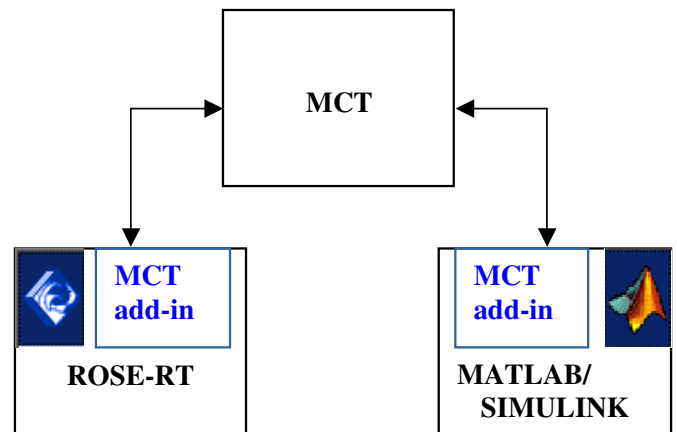 MCT
MCT
add-in
ROSE-RT
MCT
add-in
MATLAB/
SIMULINK